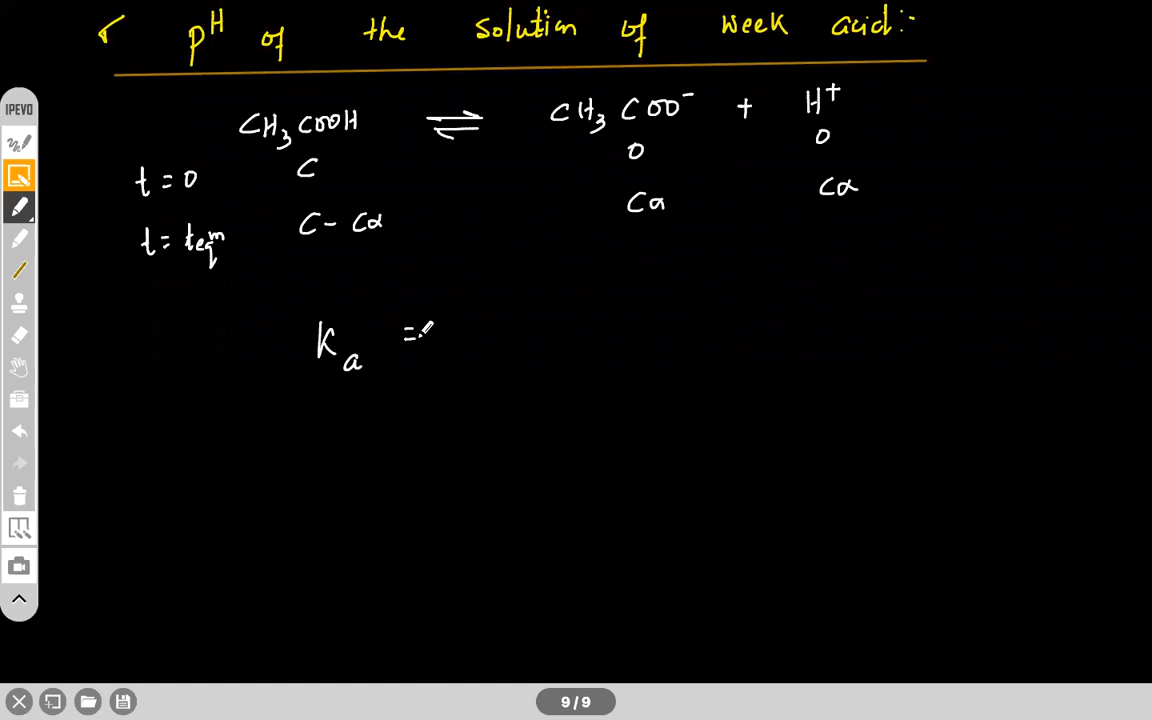 ✓ pH of the solution of week acid:-
CH₃COOH ⇌ CH₃COO⁻ + H⁺
t=0 C 0 0
t=teqm C-Cα Cα Cα
Ka =
IPEVO
9/9